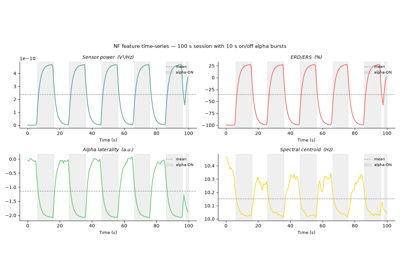 NF feature time-series — 100 s session with 10 s on/off alpha bursts
Sensor power (V²/Hz)
1e−10
mean
alpha-ON
4
3
2
1
0
0 20 40 60 80 100
Time (s)
ERD/ERS (%)
mean
alpha-ON
25
0
−25
−50
−75
−100
0 20 40 60 80 100
Time (s)
Alpha laterality (a.u.)
mean
alpha-ON
0.0
−0.5
−1.0
−1.5
−2.0
0 20 40 60 80 100
Time (s)
Spectral centroid (Hz)
mean
alpha-ON
10.4
10.3
10.2
10.1
10.0
0 20 40 60 80 100
Time (s)